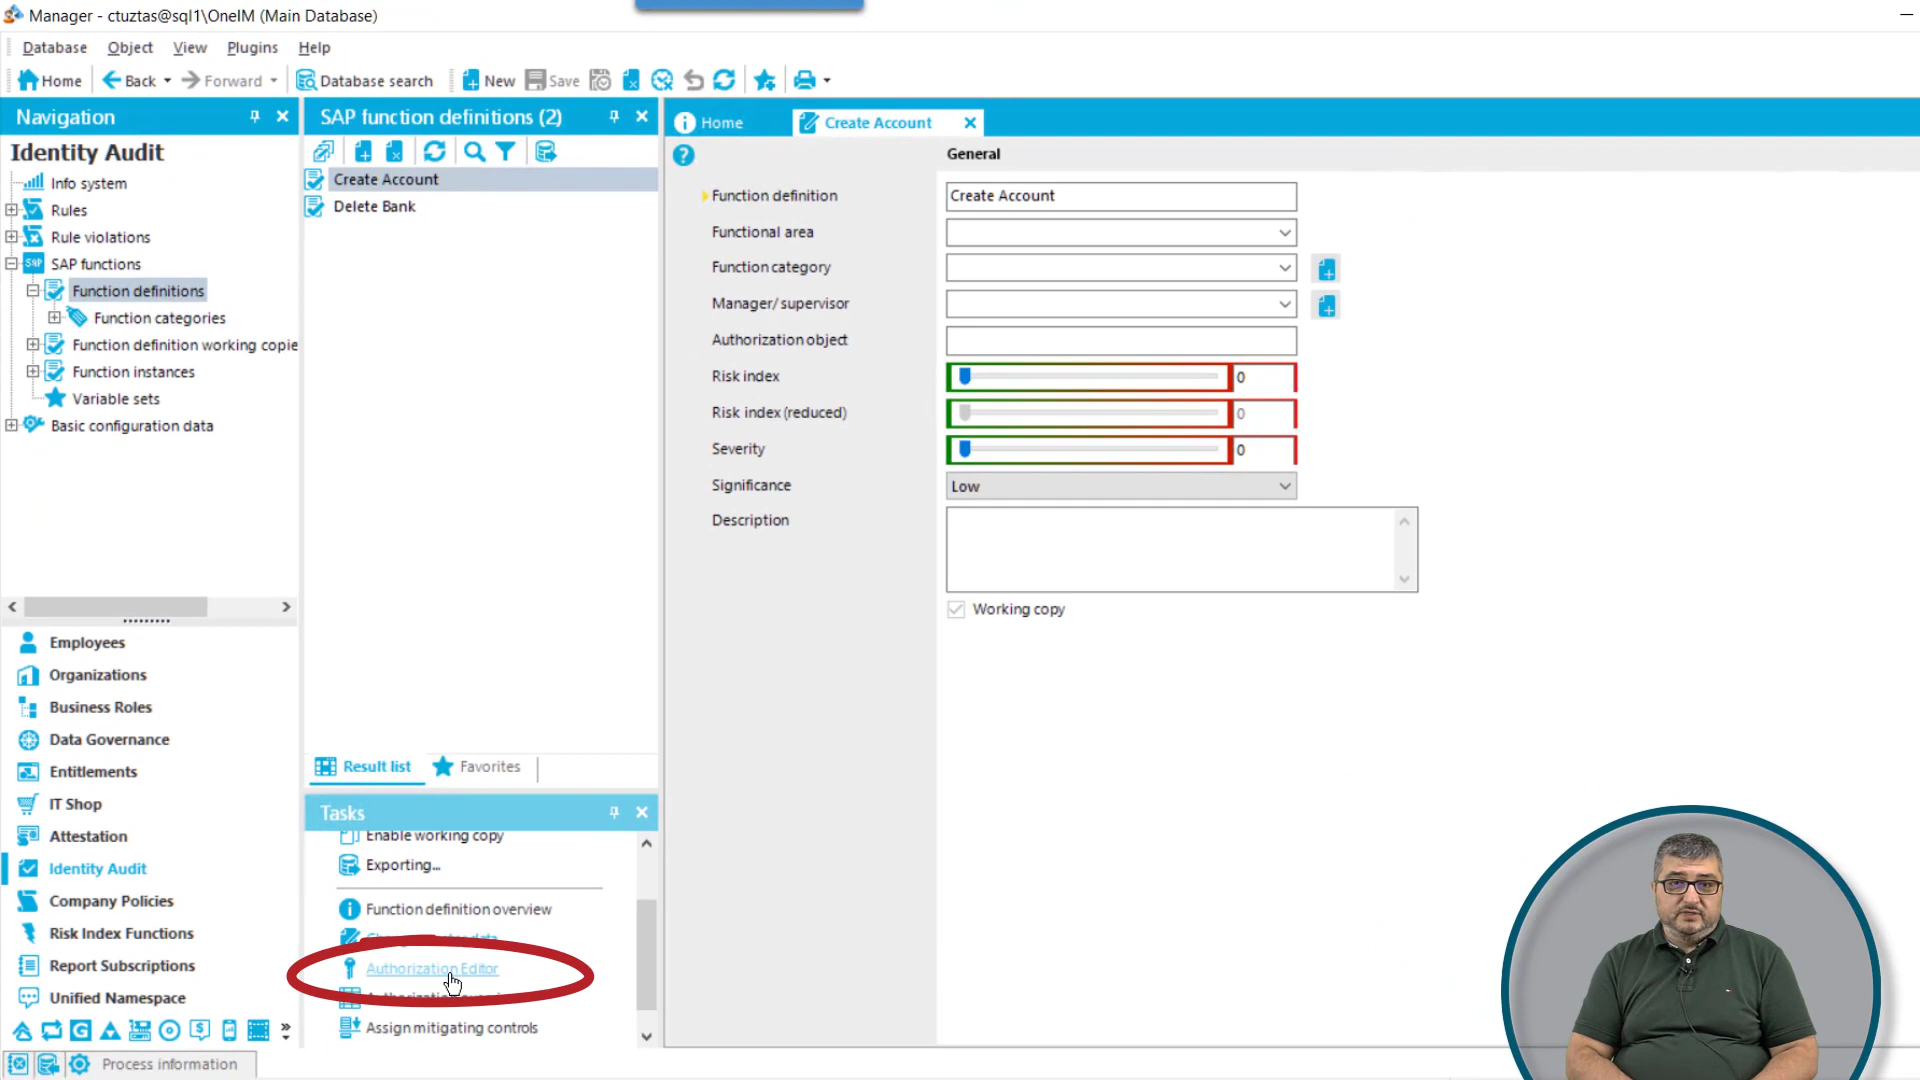 Manager - ctuztas@sql1\OneIM (Main Database)
Database Object View Plugins Help
Home Back Forward Database search New Save
Navigation
SAP function definitions (2)
Home
Create Account
Identity Audit
General
Info system
Rules
Rule violations
SAP SAP functions
Function definitions
Function categories
Function definition working copie
Function instances
Variable sets
Basic configuration data
Create Account
Delete Bank
Function definition Create Account
Functional area
Function category
Manager/ supervisor
Authorization object
Risk index 0
Risk index (reduced) 0
Severity 0
Significance Low
Description
Working copy
Employees
Organizations
Business Roles
Data Governance
Entitlements
IT Shop
Attestation
Identity Audit
Company Policies
Risk Index Functions
Report Subscriptions
Unified Namespace
Result list Favorites
Tasks
Enable working copy
Exporting...
Function definition overview
Authorization Editor
Assign mitigating controls
Process information